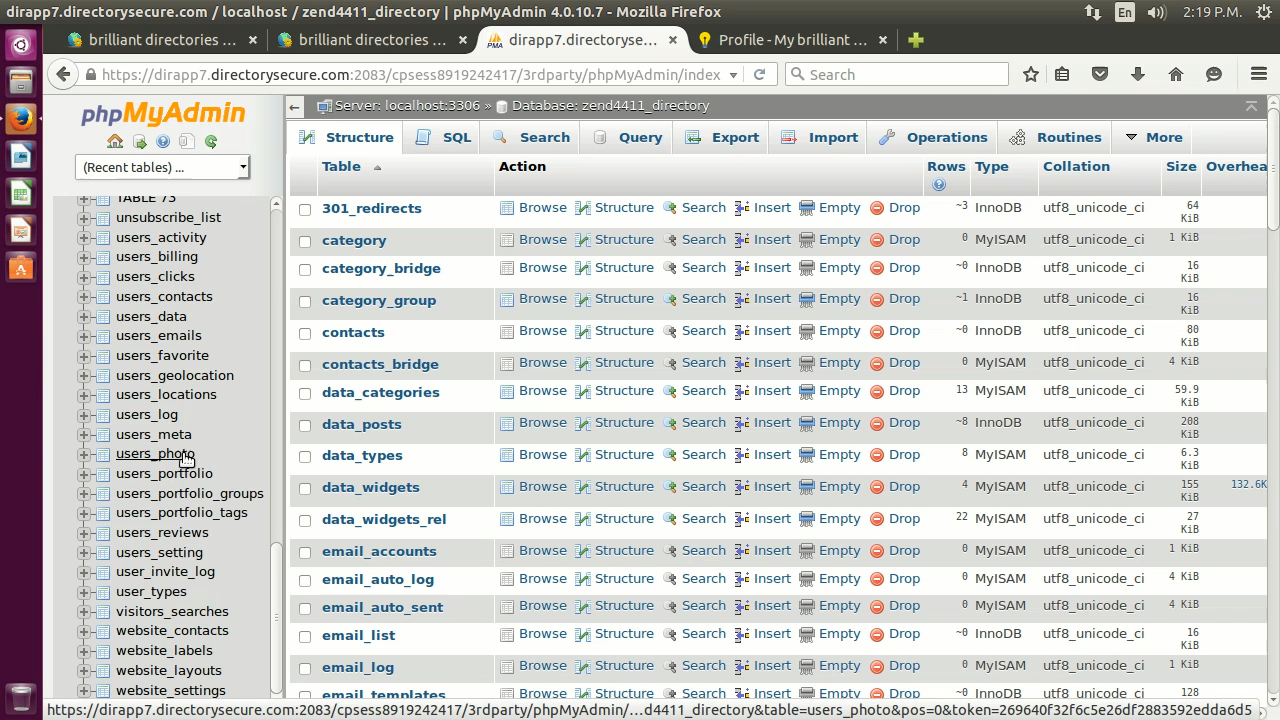 dirapp7.directorysecure.com / localhost / zend4411_directory | phpMyAdmin 4.0.10.7 - Mozilla Firefox
En
2:19 P.M.
brilliant directories ...
brilliant directories ...
dirapp7.directoryse...
Profile - My brilliant ...
https://dirapp7.directorysecure.com:2083/cpsess8919242417/3rdparty/phpMyAdmin/index
Search
phpMyAdmin
(Recent tables) ...
TABLE 73
unsubscribe_list
users_activity
users_billing
users_clicks
users_contacts
users_data
users_emails
users_favorite
users_geolocation
users_locations
users_log
users_meta
users_photo
users_portfolio
users_portfolio_groups
users_portfolio_tags
users_reviews
users_setting
user_invite_log
user_types
visitors_searches
website_contacts
website_labels
website_layouts
website_settings
Server: localhost:3306 » Database: zend4411_directory
Structure SQL Search Query Export Import Operations Routines More
Table Action Rows Type Collation Size Overhea
301_redirects Browse Structure Search Insert Empty Drop ~3 InnoDB utf8_unicode_ci 64 KiB
category Browse Structure Search Insert Empty Drop 0 MyISAM utf8_unicode_ci 1 KiB
category_bridge Browse Structure Search Insert Empty Drop ~0 InnoDB utf8_unicode_ci 16 KiB
category_group Browse Structure Search Insert Empty Drop ~1 InnoDB utf8_unicode_ci 16 KiB
contacts Browse Structure Search Insert Empty Drop ~0 InnoDB utf8_unicode_ci 80 KiB
contacts_bridge Browse Structure Search Insert Empty Drop 0 MyISAM utf8_unicode_ci 4 KiB
data_categories Browse Structure Search Insert Empty Drop 13 MyISAM utf8_unicode_ci 59.9 KiB
data_posts Browse Structure Search Insert Empty Drop ~8 InnoDB utf8_unicode_ci 208 KiB
data_types Browse Structure Search Insert Empty Drop 8 MyISAM utf8_unicode_ci 6.3 KiB
data_widgets Browse Structure Search Insert Empty Drop 4 MyISAM utf8_unicode_ci 155 KiB 132.6K
data_widgets_rel Browse Structure Search Insert Empty Drop 22 MyISAM utf8_unicode_ci 27 KiB
email_accounts Browse Structure Search Insert Empty Drop 0 MyISAM utf8_unicode_ci 1 KiB
email_auto_log Browse Structure Search Insert Empty Drop 0 MyISAM utf8_unicode_ci 4 KiB
email_auto_sent Browse Structure Search Insert Empty Drop 0 MyISAM utf8_unicode_ci 4 KiB
email_list Browse Structure Search Insert Empty Drop ~0 InnoDB utf8_unicode_ci 16 KiB
email_log Browse Structure Search Insert Empty Drop 0 MyISAM utf8_unicode_ci 1 KiB
email_templates Browse Structure Search Insert Empty Drop ~0 InnoDB utf8_unicode_ci 128
https://dirapp7.directorysecure.com:2083/cpsess8919242417/3rdparty/phpMyAdmin/...d4411_directory&table=users_photo&pos=0&token=269640f32f6c5e26df2883592edda6d5